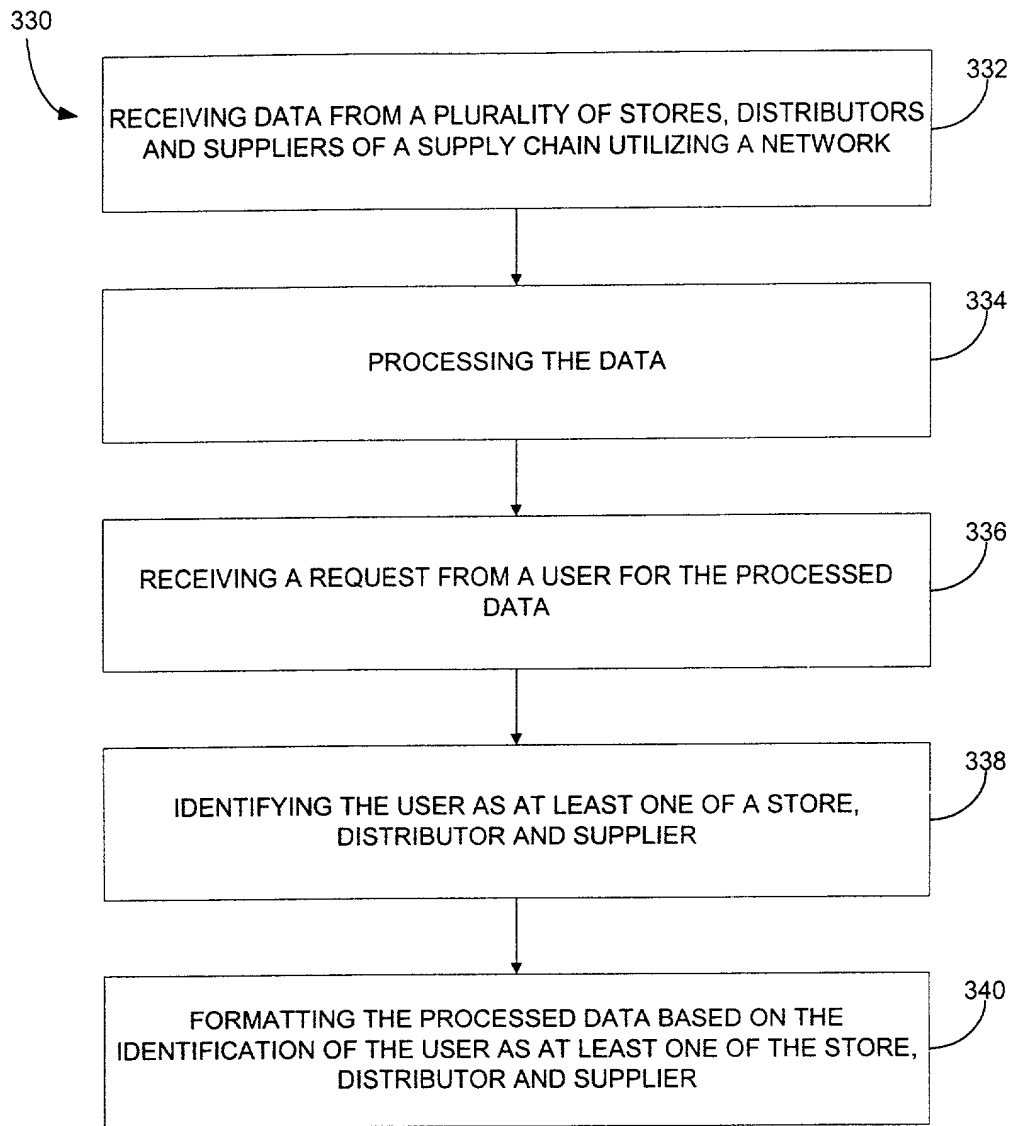 330
332
RECEIVING DATA FROM A PLURALITY OF STORES, DISTRIBUTORS
AND SUPPLIERS OF A SUPPLY CHAIN UTILIZING A NETWORK
334
PROCESSING THE DATA
336
RECEIVING A REQUEST FROM A USER FOR THE PROCESSED
DATA
338
IDENTIFYING THE USER AS AT LEAST ONE OF A STORE,
DISTRIBUTOR AND SUPPLIER
340
FORMATTING THE PROCESSED DATA BASED ON THE
IDENTIFICATION OF THE USER AS AT LEAST ONE OF THE STORE,
DISTRIBUTOR AND SUPPLIER